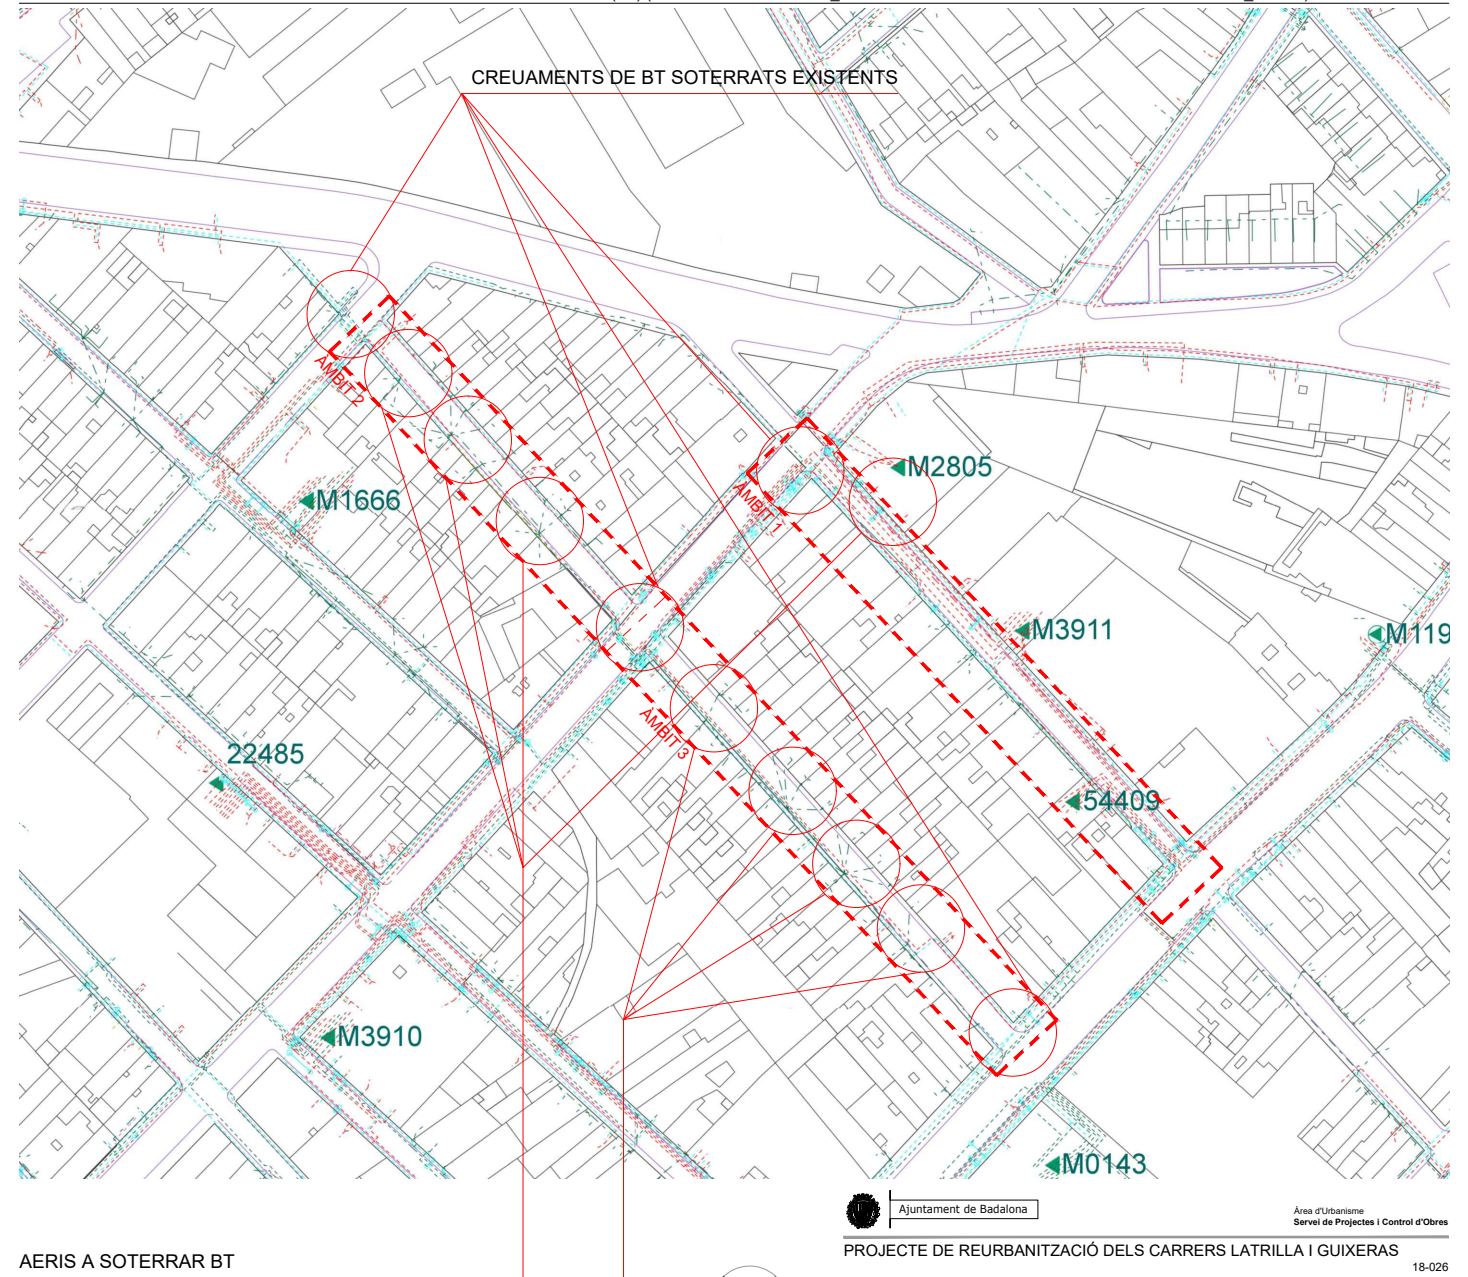 CREUAMENTS DE BT SOTERRATS EXISTENTS
ÀMBIT 2
M2805
M1666
ÀMBIT 1
M3911
M119
ÀMBIT 3
22485
54409
M3910
M0143
Ajuntament de Badalona
Àrea d'Urbanisme
Servei de Projectes i Control d'Obres
PROJECTE DE REURBANITZACIÓ DELS CARRERS LATRILLA I GUIXERAS
AERIS A SOTERRAR BT
18-026